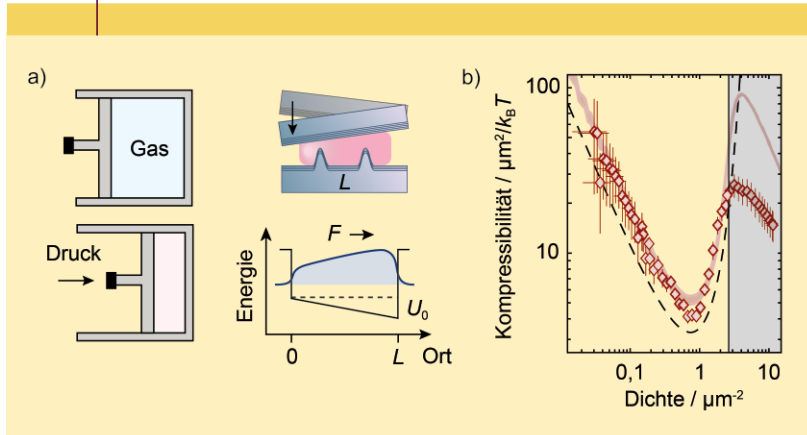 a)
Gas
Druck
L
F →
Energie
U₀
0
L
Ort
b)
Kompressibilität / µm²/kBT
100
10
0,1
1
10
Dichte / µm⁻²